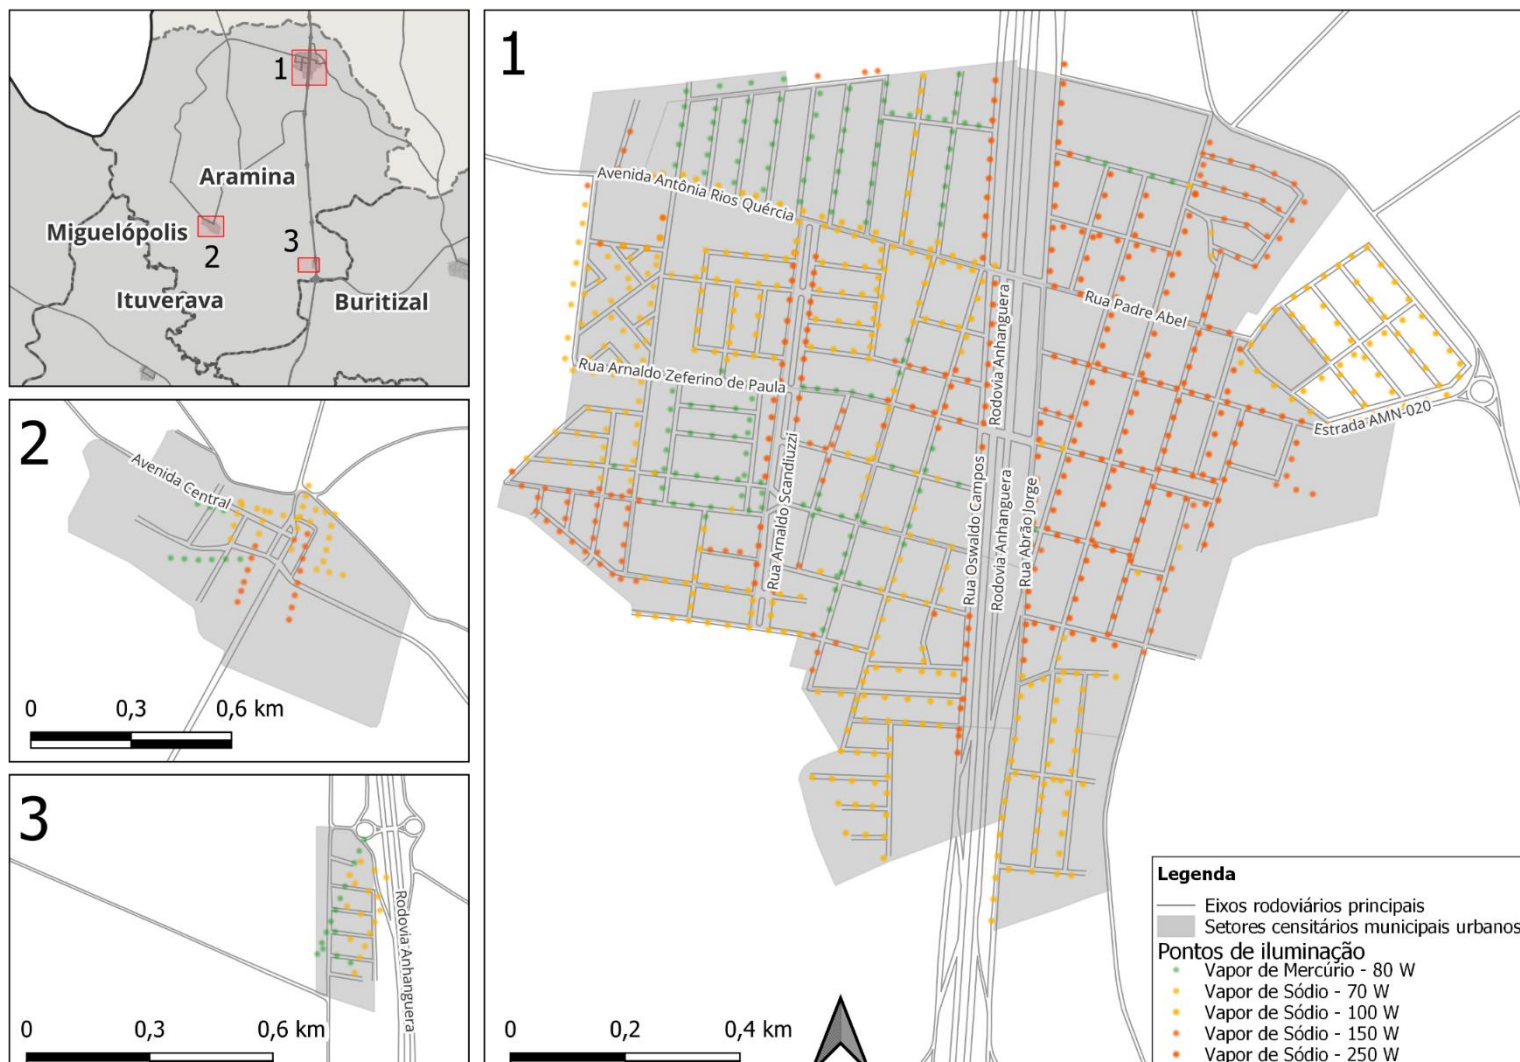 1
Aramina
Miguelópolis
2
3
Ituverava
Buritizal
2
Avenida Central
0
0,3
0,6 km
3
Rodovia Anhanguera
0
0,3
0,6 km
1
Avenida Antônia Rios Quércia
Rua Padre Abel
Rodovia Anhanguera
Rua Arnaldo Zeferino de Paula
Estrada AMN-020
Rua Arnaldo Scandiuzzi
Rua Oswaldo Campos
Rodovia Anhanguera
Rua Abrão Jorge
0
0,2
0,4 km
Legenda
Eixos rodoviários principais
Setores censitários municipais urbanos
Pontos de iluminação
Vapor de Mercúrio - 80 W
Vapor de Sódio - 70 W
Vapor de Sódio - 100 W
Vapor de Sódio - 150 W
Vapor de Sódio - 250 W